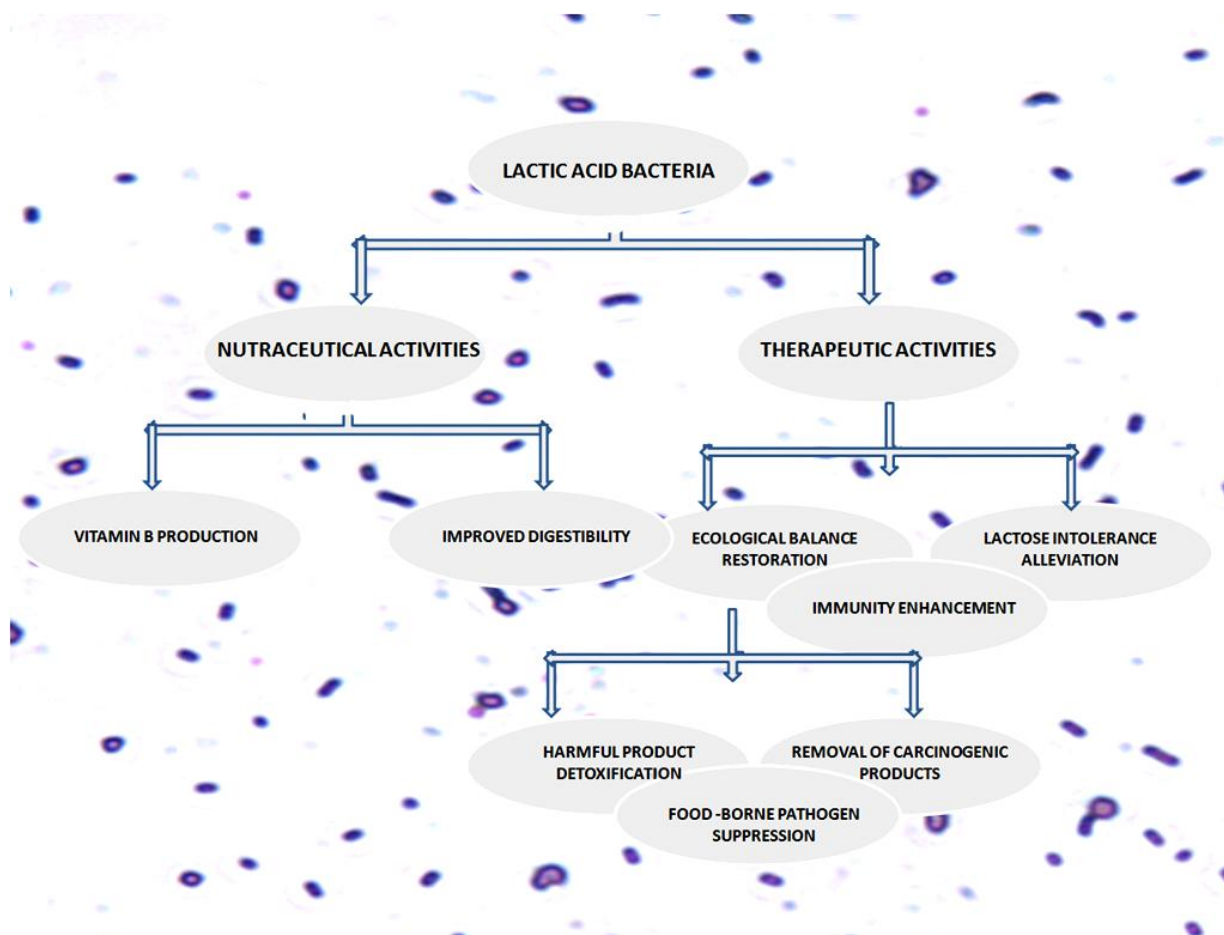 LACTIC ACID BACTERIA
NUTRACEUTICAL ACTIVITIES
THERAPEUTIC ACTIVITIES
VITAMIN B PRODUCTION
IMPROVED DIGESTIBILITY
ECOLOGICAL BALANCE
RESTORATION
LACTOSE INTOLERANCE
ALLEVIATION
IMMUNITY ENHANCEMENT
HARMFUL PRODUCT
DETOXIFICATION
REMOVAL OF CARCINOGENIC
PRODUCTS
FOOD -BORNE PATHOGEN
SUPPRESSION